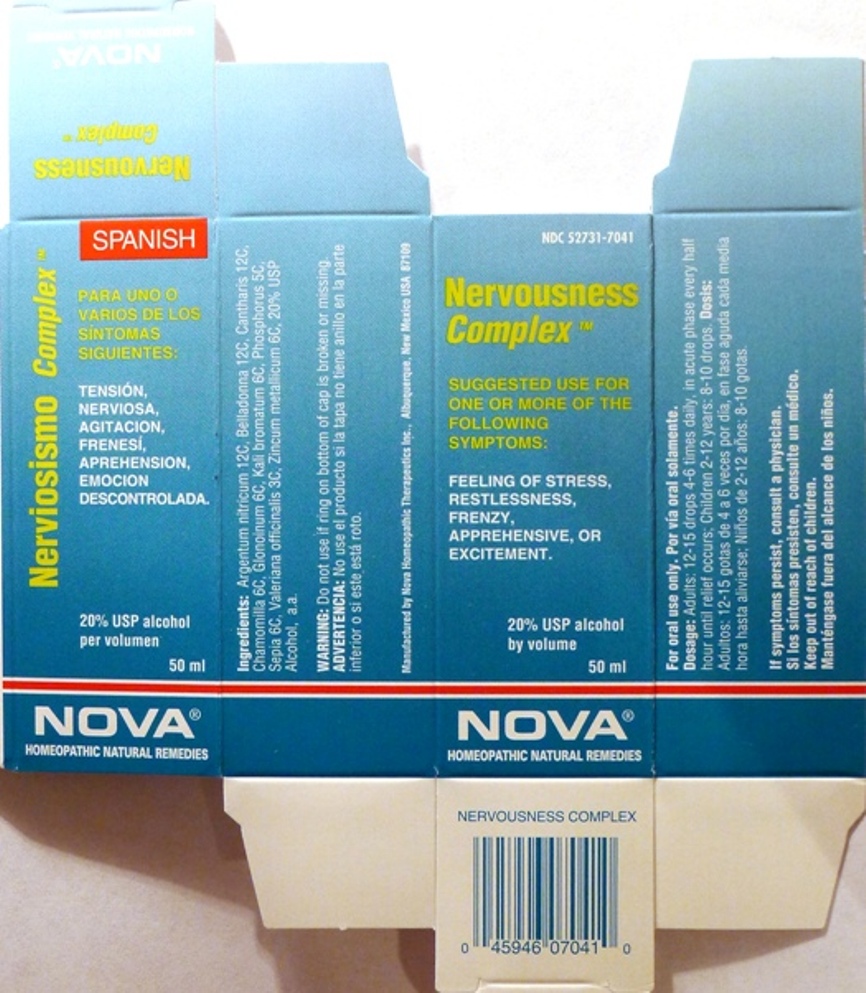 NOVA®
Nervousness
Complex™
SPANISH
Nerviosismo Complex™
PARA UNO O
VARIOS DE LOS
SÍNTOMAS
SIGUIENTES:
TENSIÓN,
NERVIOSA,
AGITACION,
FRENESÍ,
APREHENSION,
EMOCION
DESCONTROLADA.
20% USP alcohol
per volumen
50 ml
NOVA®
HOMEOPATHIC NATURAL REMEDIES
Ingredients: Argentum nitricum 12C, Belladonna 12C, Cantharis 12C,
Chamomilla 6C, Glonoinum 6C, Kali bromatum 6C, Phosphorus 5C,
Sepia 6C, Valeriana officinalis 3C, Zincum metallicum 6C, 20% USP
Alcohol, a.a.
WARNING: Do not use if ring on bottom of cap is broken or missing.
ADVERTENCIA: No use el producto si la tapa no tiene anillo en la parte
inferior o si este está roto.
Manufactured by Nova Homeopathic Therapeutics Inc., Albuquerque, New Mexico USA 87109
NDC 52731-7041
Nervousness
Complex™
SUGGESTED USE FOR
ONE OR MORE OF THE
FOLLOWING
SYMPTOMS:
FEELING OF STRESS,
RESTLESSNESS,
FRENZY,
APPREHENSIVE, OR
EXCITEMENT.
20% USP alcohol
by volume
50 ml
NOVA®
HOMEOPATHIC NATURAL REMEDIES
For oral use only. Por vía oral solamente.
Dosage: Adults: 12-15 drops 4-6 times daily, in acute phase every half
hour until relief occurs; Children 2-12 years: 8-10 drops. Dosis:
Adultos: 12-15 gotas de 4 a 6 veces por día, en fase aguda cada media
hora hasta aliviarse; Niños de 2-12 años: 8-10 gotas.
If symptoms persist, consult a physician.
Si los síntomas presisten, consulte un médico.
Keep out of reach of children.
Manténgase fuera del alcance de los niños.
NERVOUSNESS COMPLEX
0 45946 07041 0